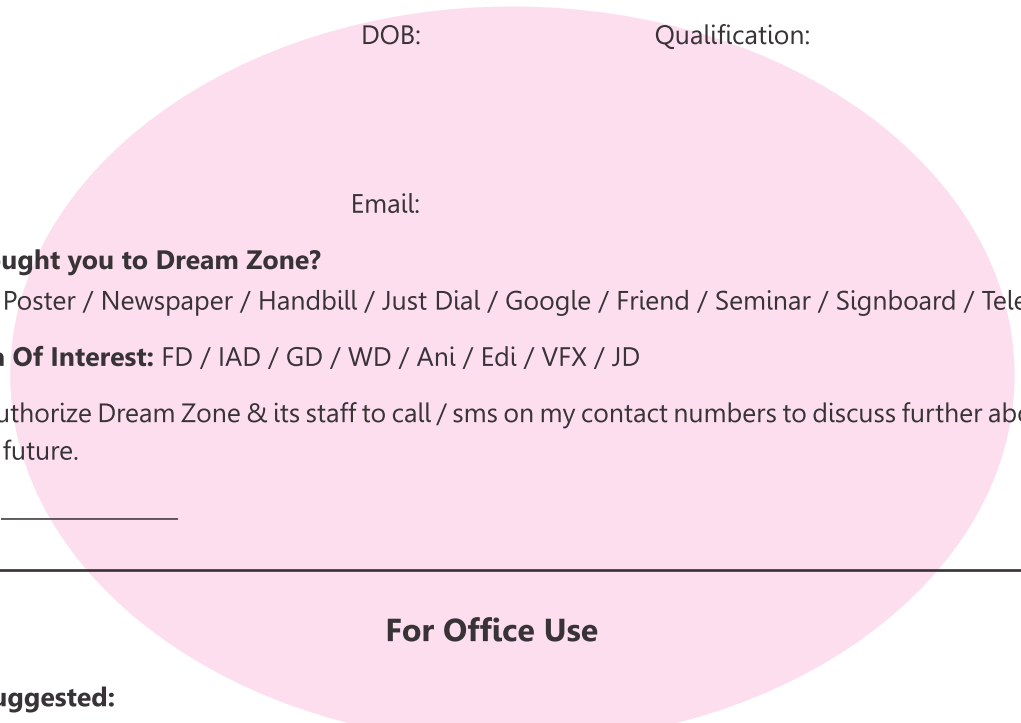 DOB: Qualification:
Email:
ought you to Dream Zone?
Poster / Newspaper / Handbill / Just Dial / Google / Friend / Seminar / Signboard / Tele
Of Interest: FD / IAD / GD / WD / Ani / Edi / VFX / JD
uthorize Dream Zone & its staff to call / sms on my contact numbers to discuss further abo
future.
For Office Use
uggested: